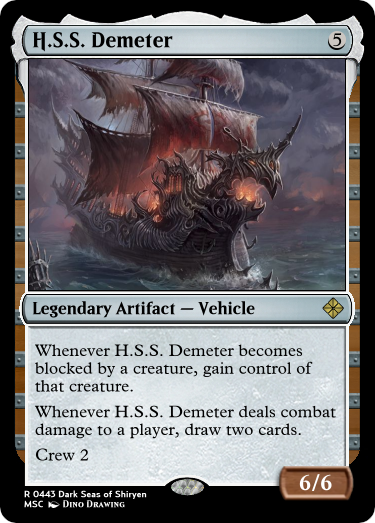 H.S.S. Demeter 5
Legendary Artifact — Vehicle
Whenever H.S.S. Demeter becomes
blocked by a creature, gain control of
that creature.
Whenever H.S.S. Demeter deals combat
damage to a player, draw two cards.
Crew 2
6/6
R 0443 Dark Seas of Shiryen
MSC Dino Drawing